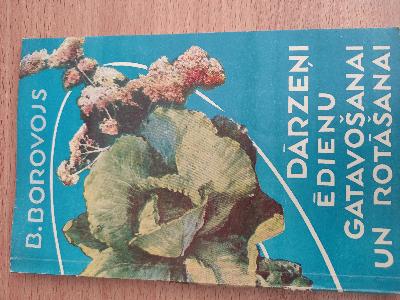 B. BOROVOJS
DĀRZEŅI
ĒDIENU
GATAVOŠANAI
UN ROTĀŠANAI